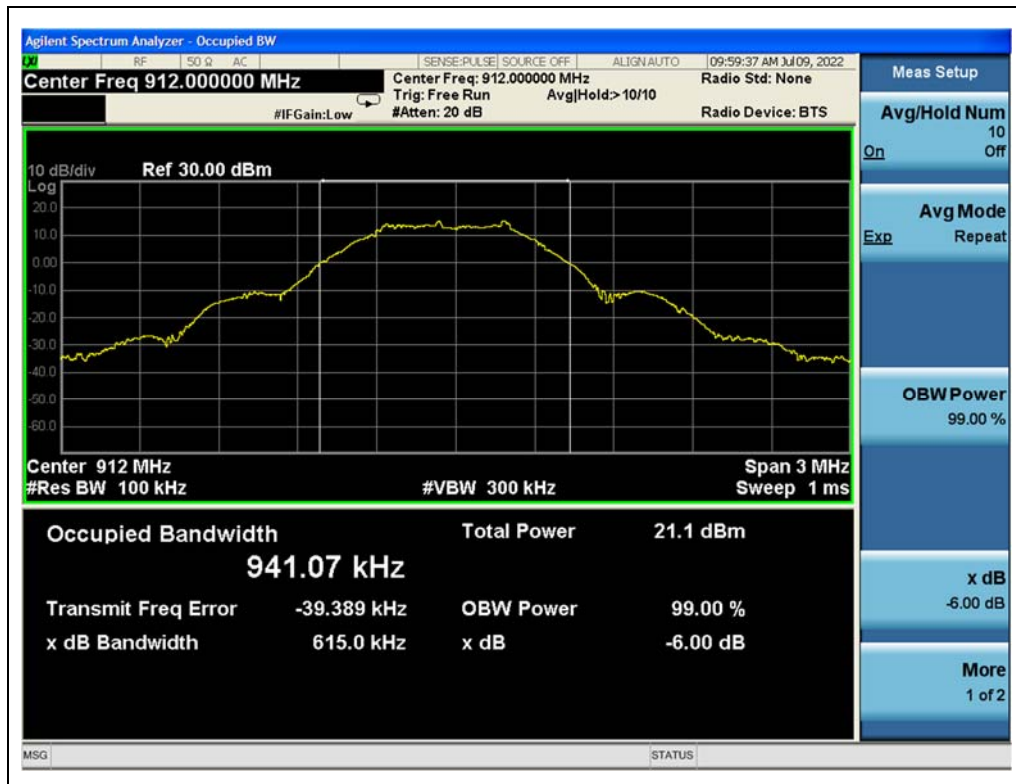 Agilent Spectrum Analyzer - Occupied BW
LXI RF 50 Ω AC SENSE:PULSE SOURCE OFF ALIGN AUTO 09:59:37 AM Jul 09, 2022
Center Freq 912.000000 MHz Center Freq: 912.000000 MHz Radio Std: None
Trig: Free Run Avg|Hold:>10/10
#IFGain:Low #Atten: 20 dB Radio Device: BTS
10 dB/div Ref 30.00 dBm
Log
20.0
10.0
0.00
-10.0
-20.0
-30.0
-40.0
-50.0
-60.0
Center 912 MHz Span 3 MHz
#Res BW 100 kHz #VBW 300 kHz Sweep 1 ms
Occupied Bandwidth Total Power 21.1 dBm
941.07 kHz
Transmit Freq Error -39.389 kHz OBW Power 99.00 %
x dB Bandwidth 615.0 kHz x dB -6.00 dB
MSG STATUS
Meas Setup
Avg/Hold Num
10
On Off
Avg Mode
Exp Repeat
OBW Power
99.00 %
x dB
-6.00 dB
More
1 of 2